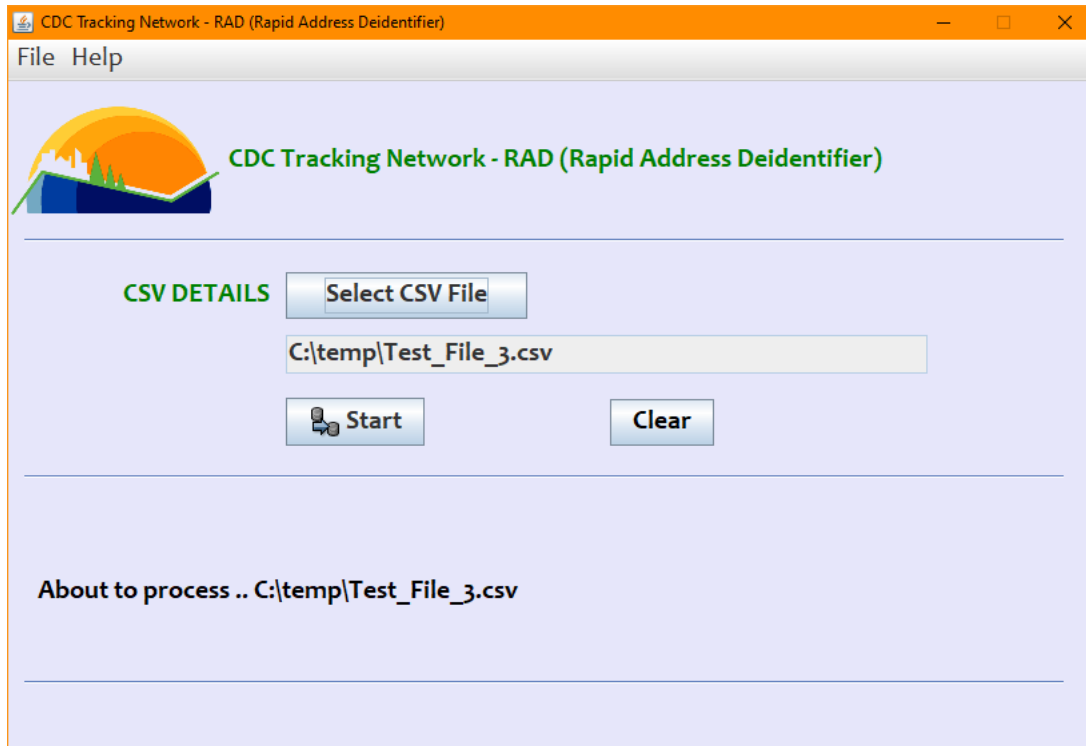 CDC Tracking Network - RAD (Rapid Address Deidentifier)
File Help
CDC Tracking Network - RAD (Rapid Address Deidentifier)
CSV DETAILS Select CSV File
C:\temp\Test_File_3.csv
Start Clear
About to process .. C:\temp\Test_File_3.csv